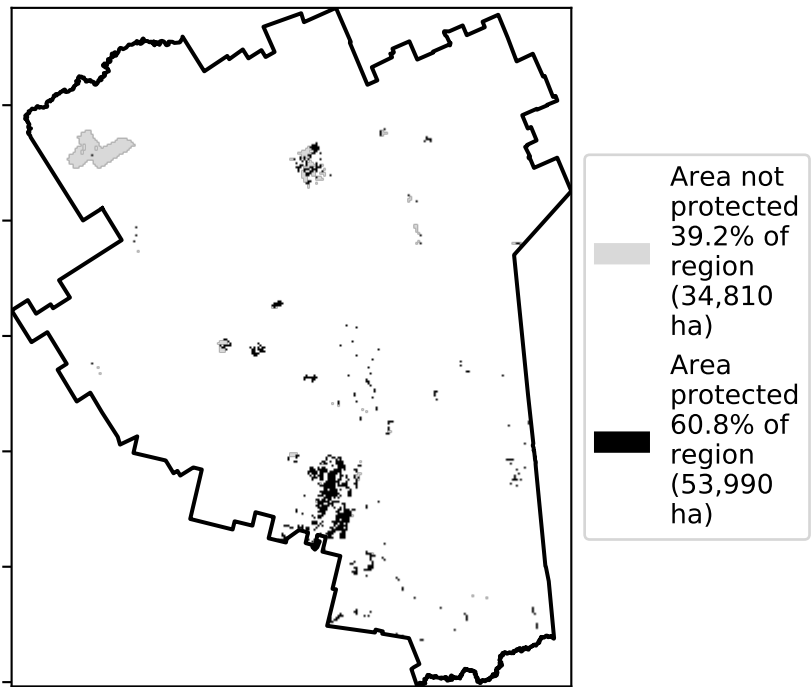 Area not
protected
39.2% of
region
(34,810
ha)
Area
protected
60.8% of
region
(53,990
ha)